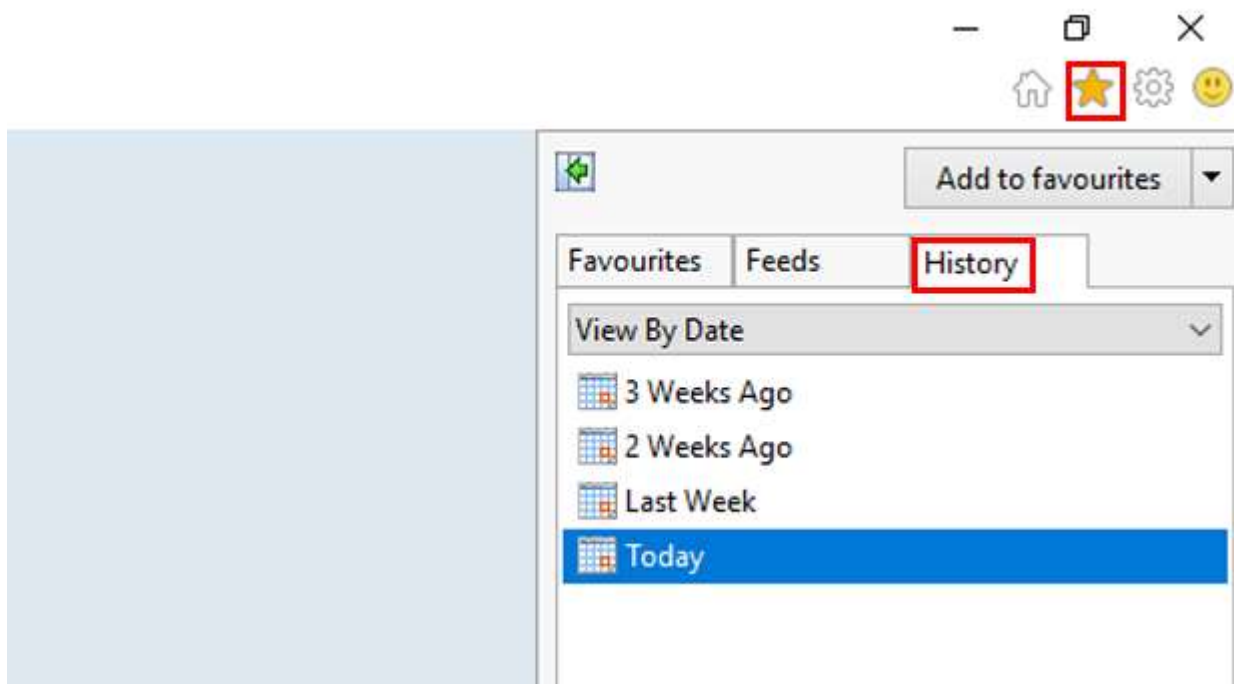 Add to favourites
Favourites Feeds History
View By Date
3 Weeks Ago
2 Weeks Ago
Last Week
Today